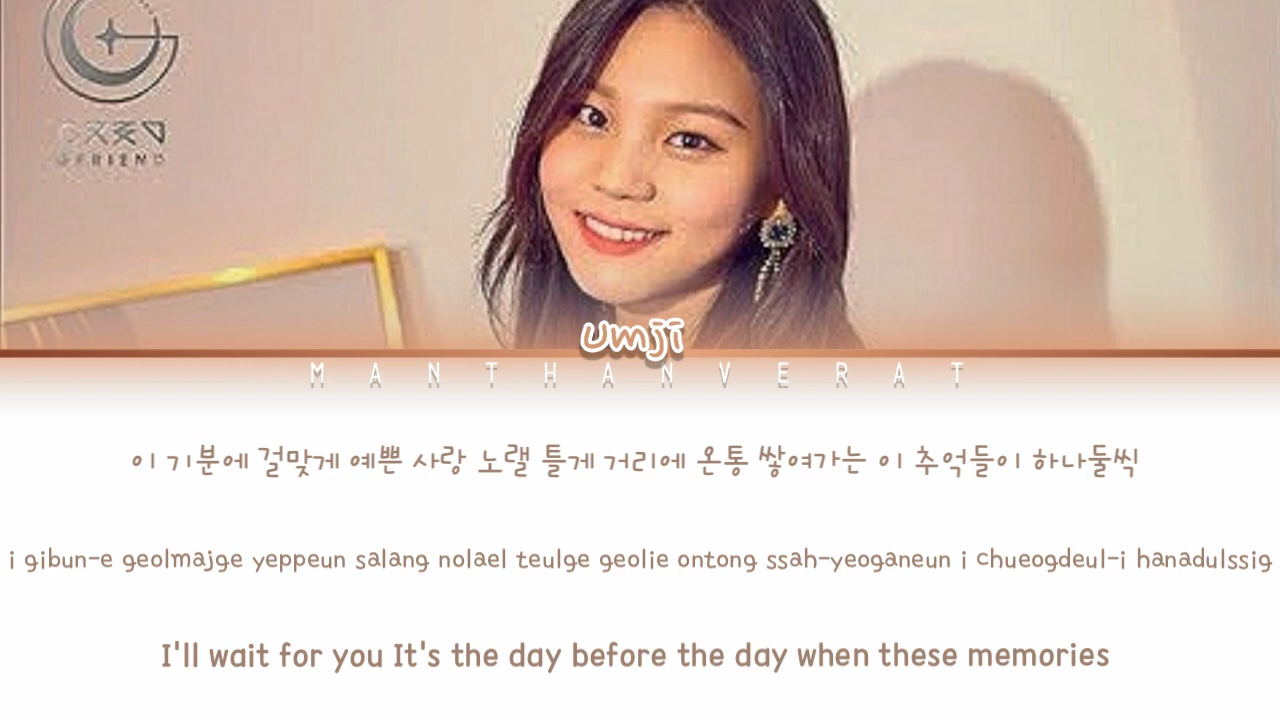 GFRIEND
Umji
MANTHANVERAT
이 기분에 걸맞게 예쁜 사랑 노랠 틀게 거리에 온통 쌓여가는 이 추억들이 하나둘씩
i gibun-e geolmajge yeppeun salang nolael teulge geolie ontong ssah-yeoganeun i chueogdeul-i hanadulssig
I'll wait for you It's the day before the day when these memories